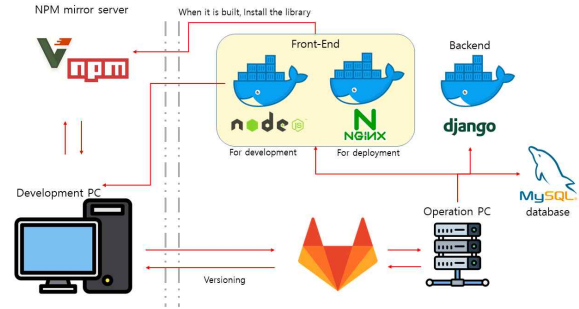 NPM mirror server
When it is built, Install the library
Front-End
Backend
npm
node
JS
NGINX
django
For development
For deployment
Development PC
Operation PC
MySQL
database
Versioning